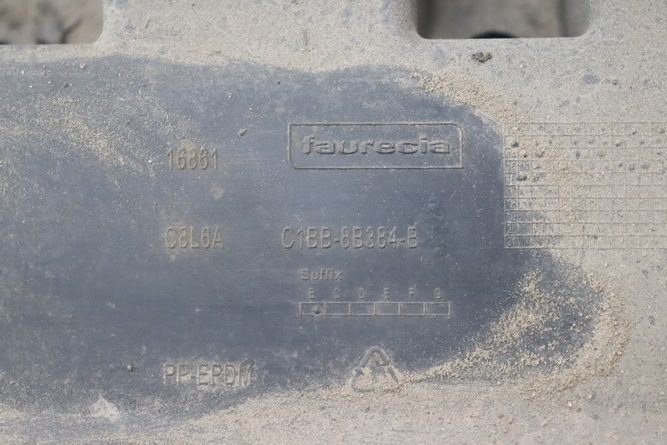 16861 faurecia
C8L6A C1BB-8B384-B
Suffix
B C D E F G
PP-EPDM